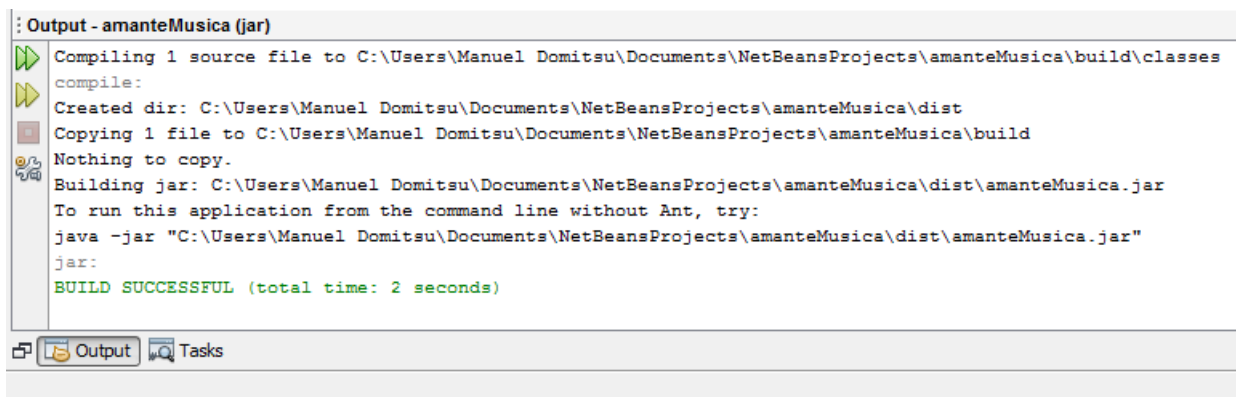 Output - amanteMusica (jar)
Compiling 1 source file to C:\Users\Manuel Domitsu\Documents\NetBeansProjects\amanteMusica\build\classes
compile:
Created dir: C:\Users\Manuel Domitsu\Documents\NetBeansProjects\amanteMusica\dist
Copying 1 file to C:\Users\Manuel Domitsu\Documents\NetBeansProjects\amanteMusica\build
Nothing to copy.
Building jar: C:\Users\Manuel Domitsu\Documents\NetBeansProjects\amanteMusica\dist\amanteMusica.jar
To run this application from the command line without Ant, try:
java -jar "C:\Users\Manuel Domitsu\Documents\NetBeansProjects\amanteMusica\dist\amanteMusica.jar"
jar:
BUILD SUCCESSFUL (total time: 2 seconds)
Output Tasks